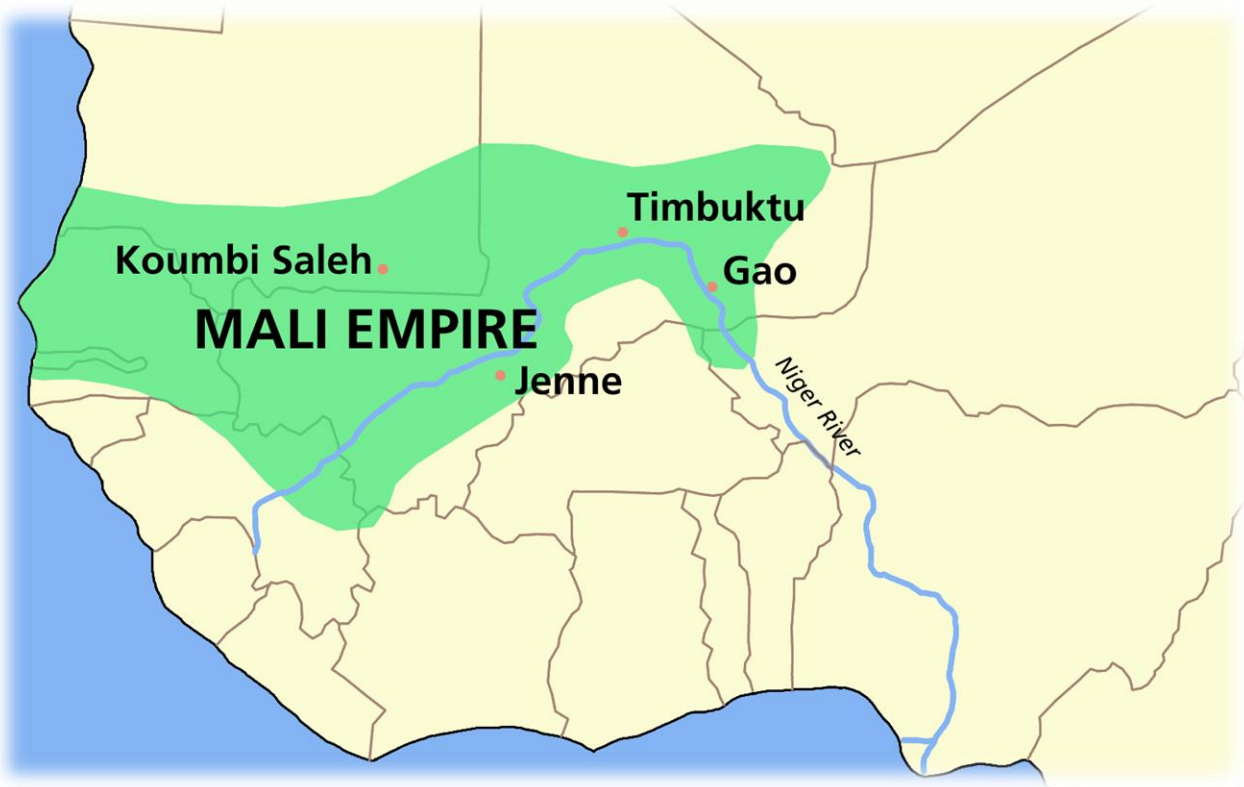 Timbuktu
Koumbi Saleh
Gao
MALI EMPIRE
Jenne
Niger River